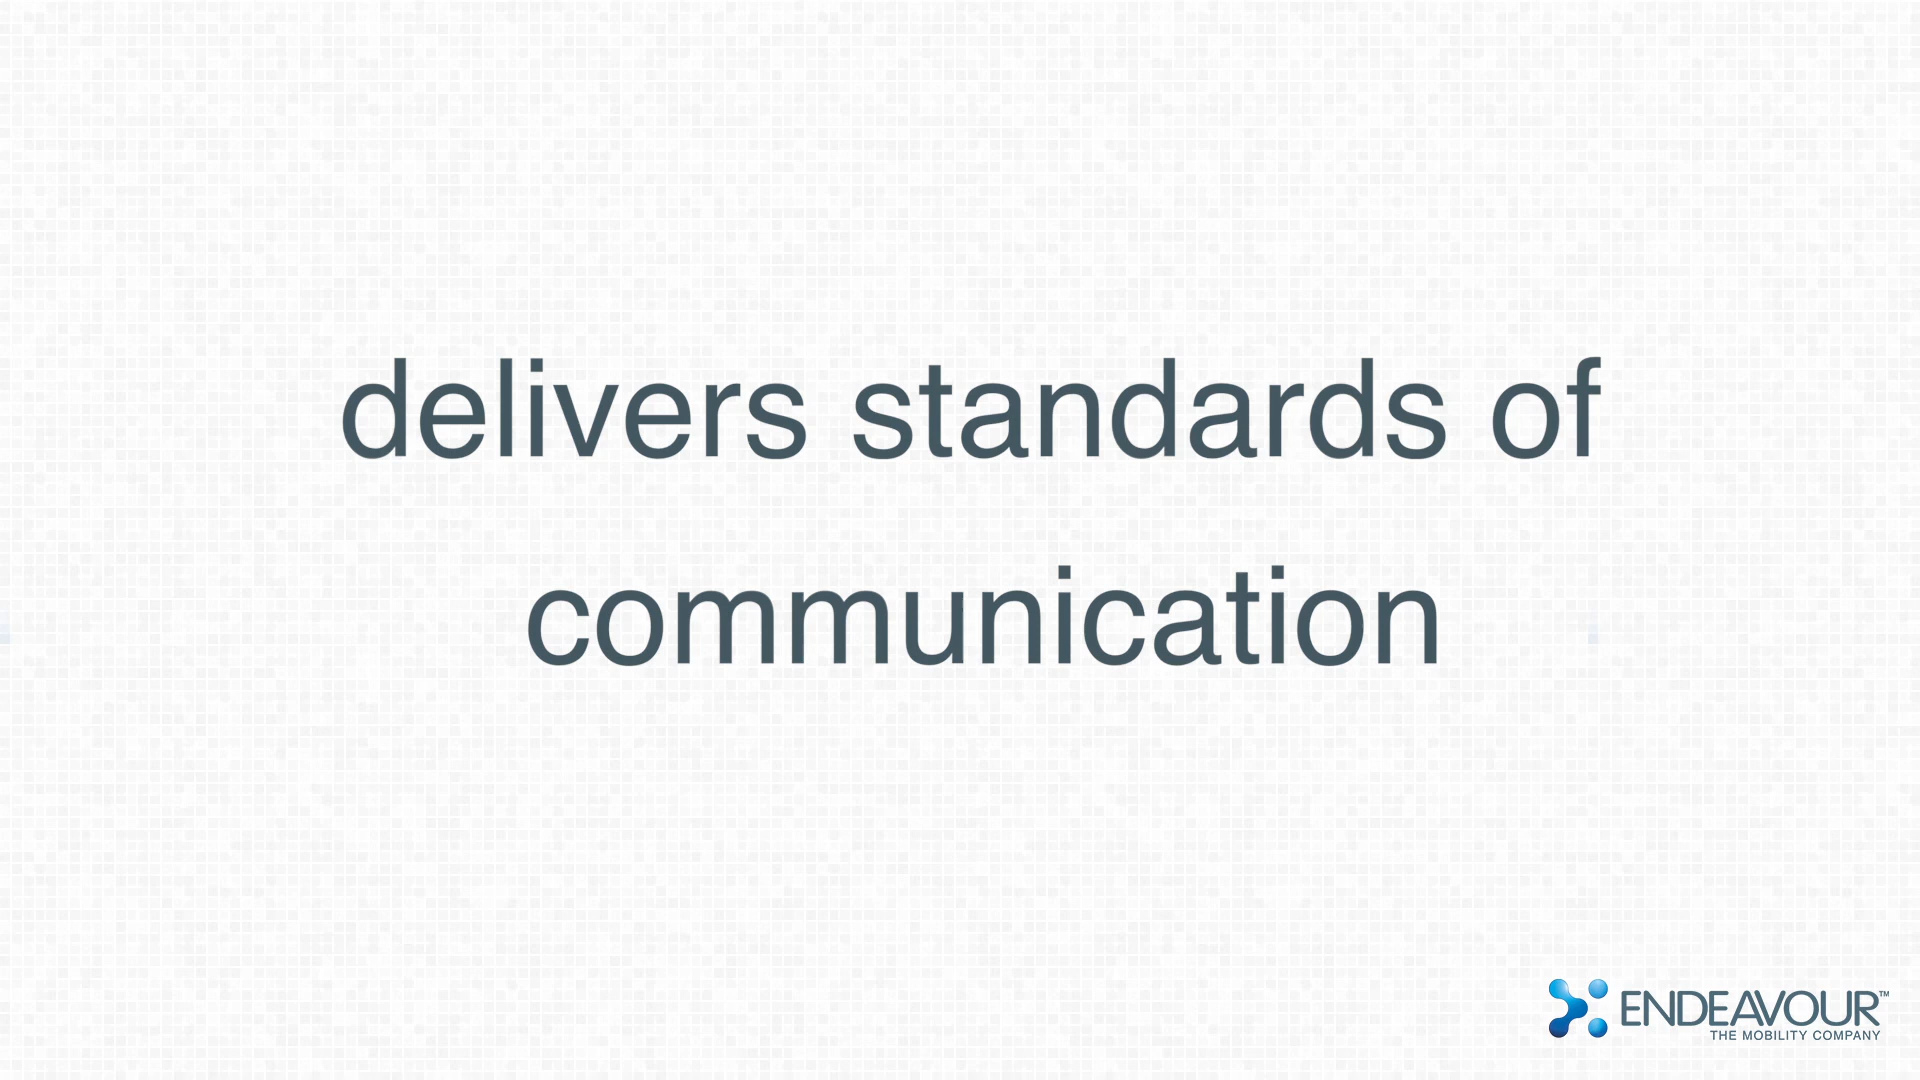 delivers standards of
communication
ENDEAVOUR™
THE MOBILITY COMPANY